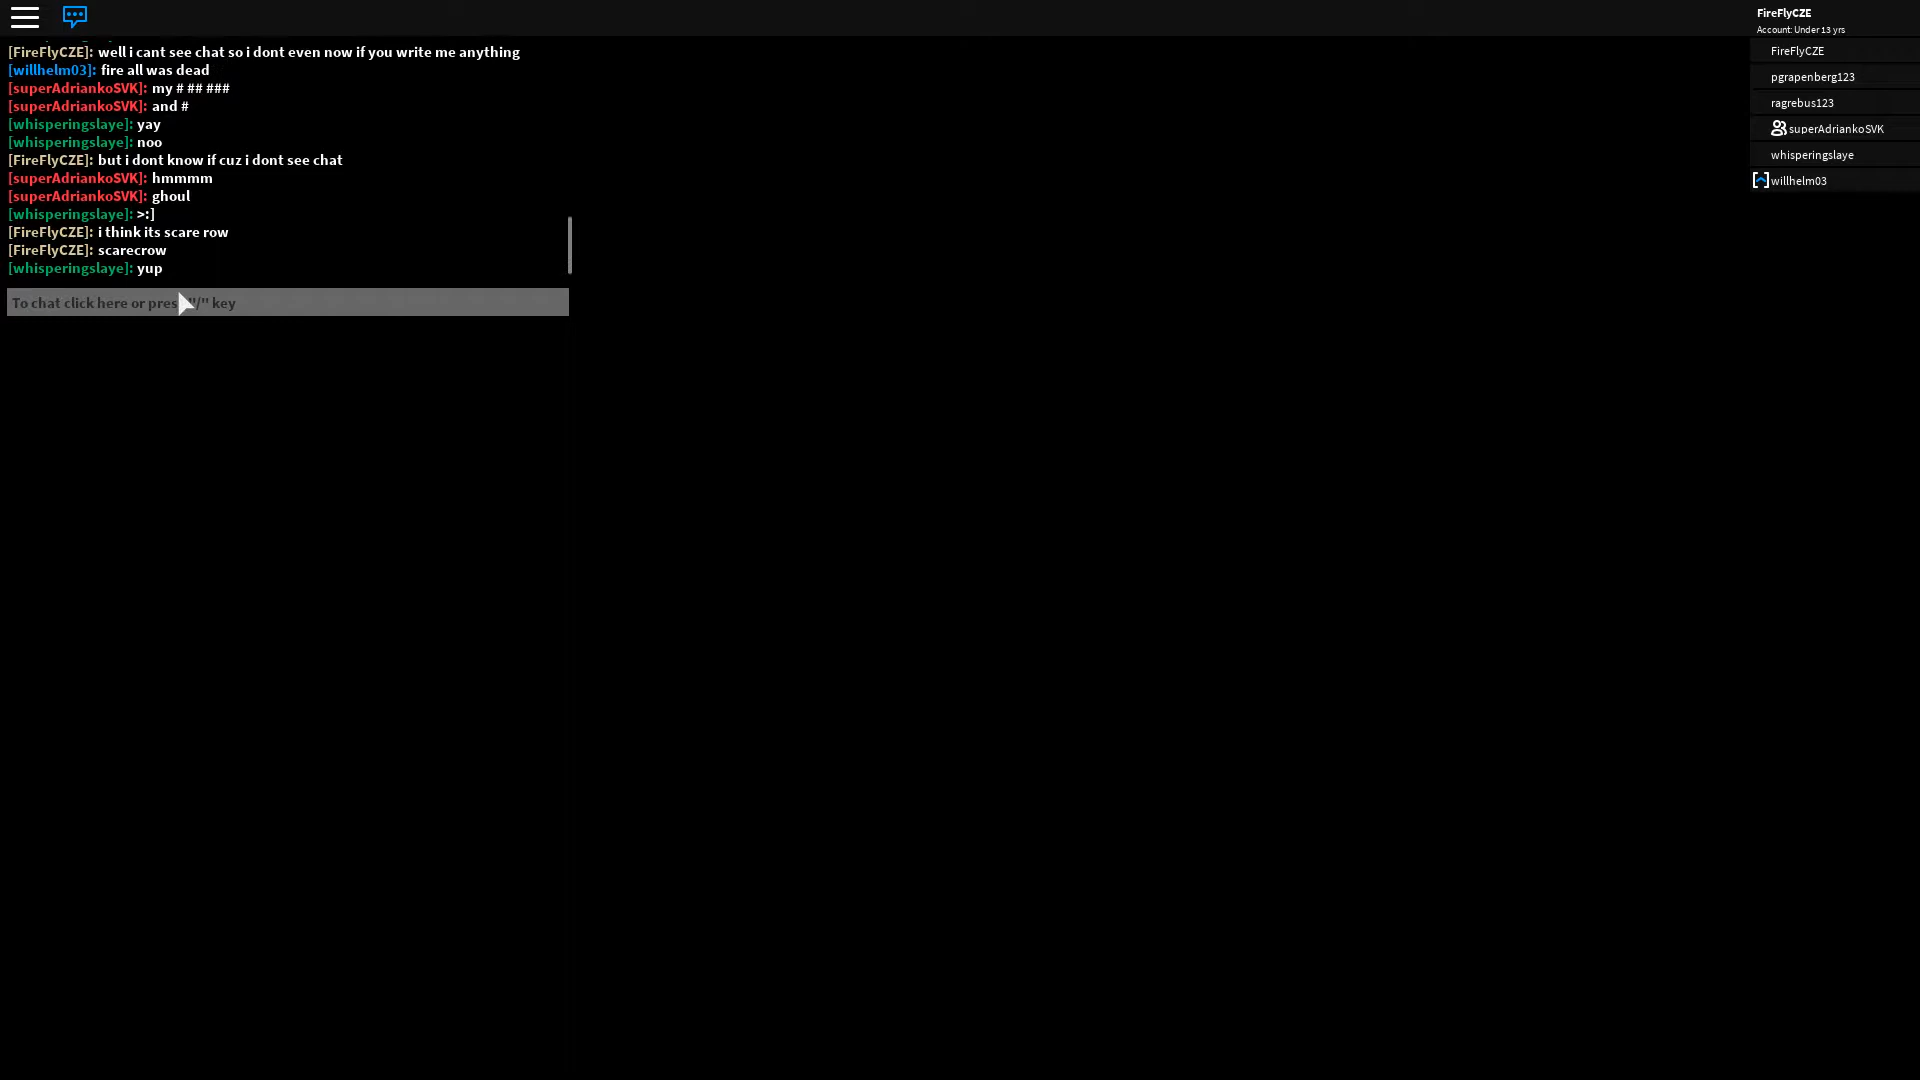 FireFlyCZE
Account: Under 13 yrs
[FireFlyCZE]: well i cant see chat so i dont even now if you write me anything
[willhelm03]: fire all was dead
[superAdriankoSVK]: my # ## ###
[superAdriankoSVK]: and #
[whisperingslaye]: yay
[whisperingslaye]: noo
[FireFlyCZE]: but i dont know if cuz i dont see chat
[superAdriankoSVK]: hmmmm
[superAdriankoSVK]: ghoul
[whisperingslaye]: >:]
[FireFlyCZE]: i think its scare row
[FireFlyCZE]: scarecrow
[whisperingslaye]: yup
To chat click here or press "/" key
FireFlyCZE
pgrapenberg123
ragrebus123
superAdriankoSVK
whisperingslaye
willhelm03